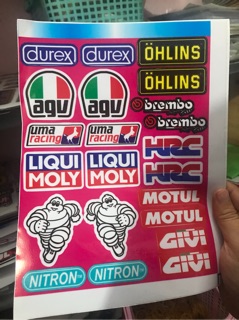 durex durex
ÖHLINS
ÖHLINS
agv agv
brembo
brembo
uma racing uma racing
HRC
HRC
LIQUI MOLY LIQUI MOLY
MOTUL
MOTUL
GIVI
GIVI
NITRON NITRON